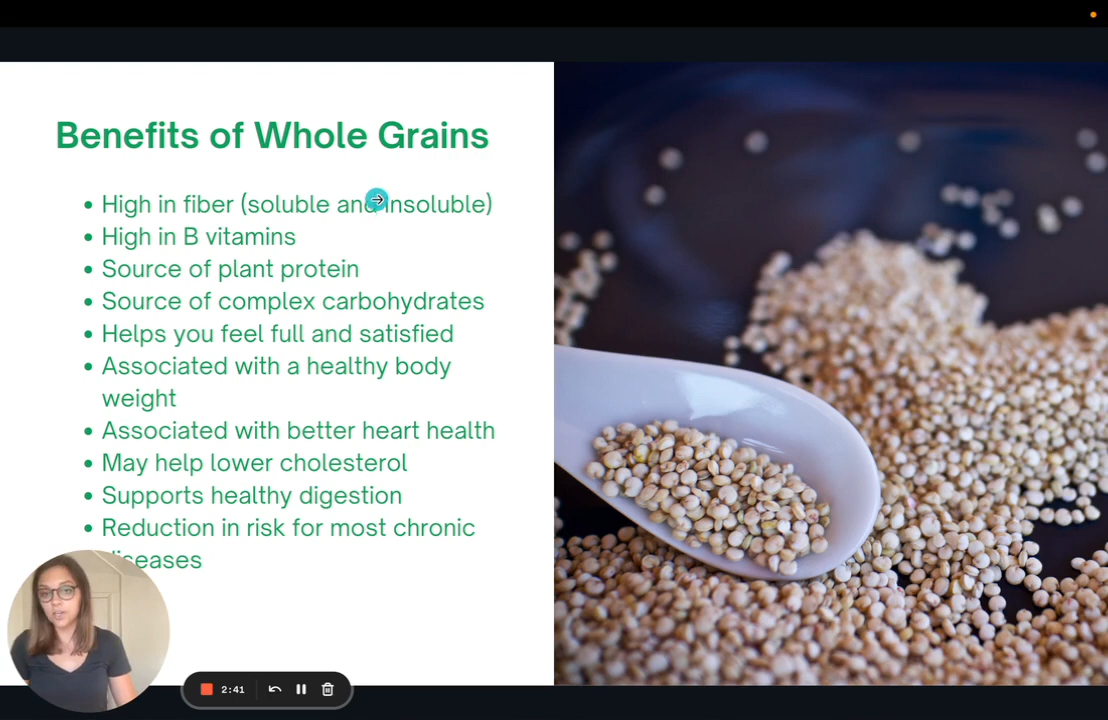 Benefits of Whole Grains
High in fiber (soluble and insoluble)
High in B vitamins
Source of plant protein
Source of complex carbohydrates
Helps you feel full and satisfied
Associated with a healthy body
weight
Associated with better heart health
May help lower cholesterol
Supports healthy digestion
Reduction in risk for most chronic
diseases
2:41